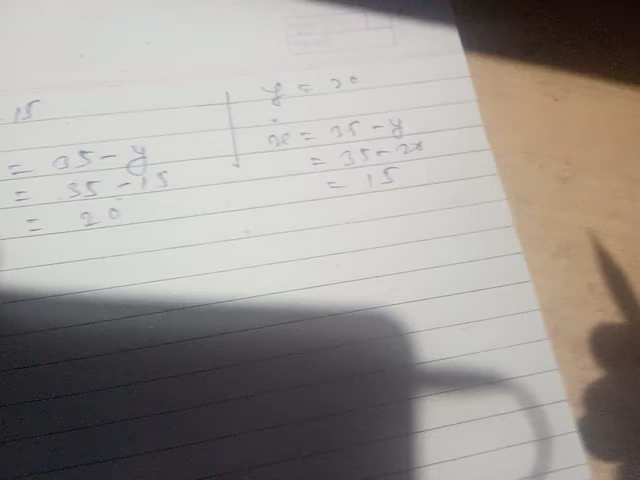 15
= 35 - y
= 35 - 15
= 20
y = 20
x = 35 - y
= 35 - 20
= 15